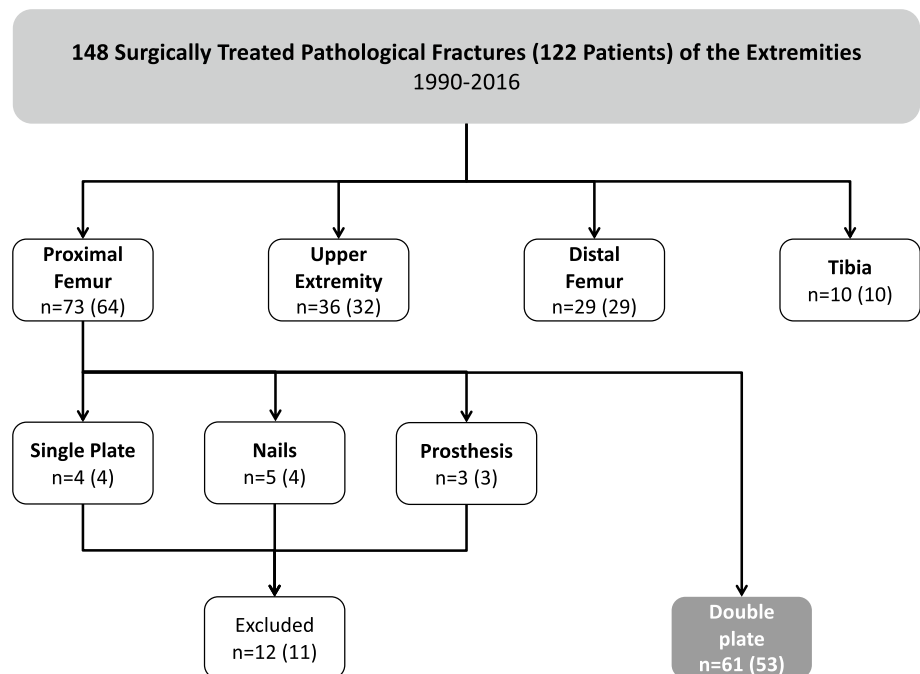 148 Surgically Treated Pathological Fractures (122 Patients) of the Extremities
1990-2016
Proximal
Femur
n=73 (64)
Upper
Extremity
n=36 (32)
Distal
Femur
n=29 (29)
Tibia
n=10 (10)
Single Plate
n=4 (4)
Nails
n=5 (4)
Prosthesis
n=3 (3)
Excluded
n=12 (11)
Double
plate
n=61 (53)